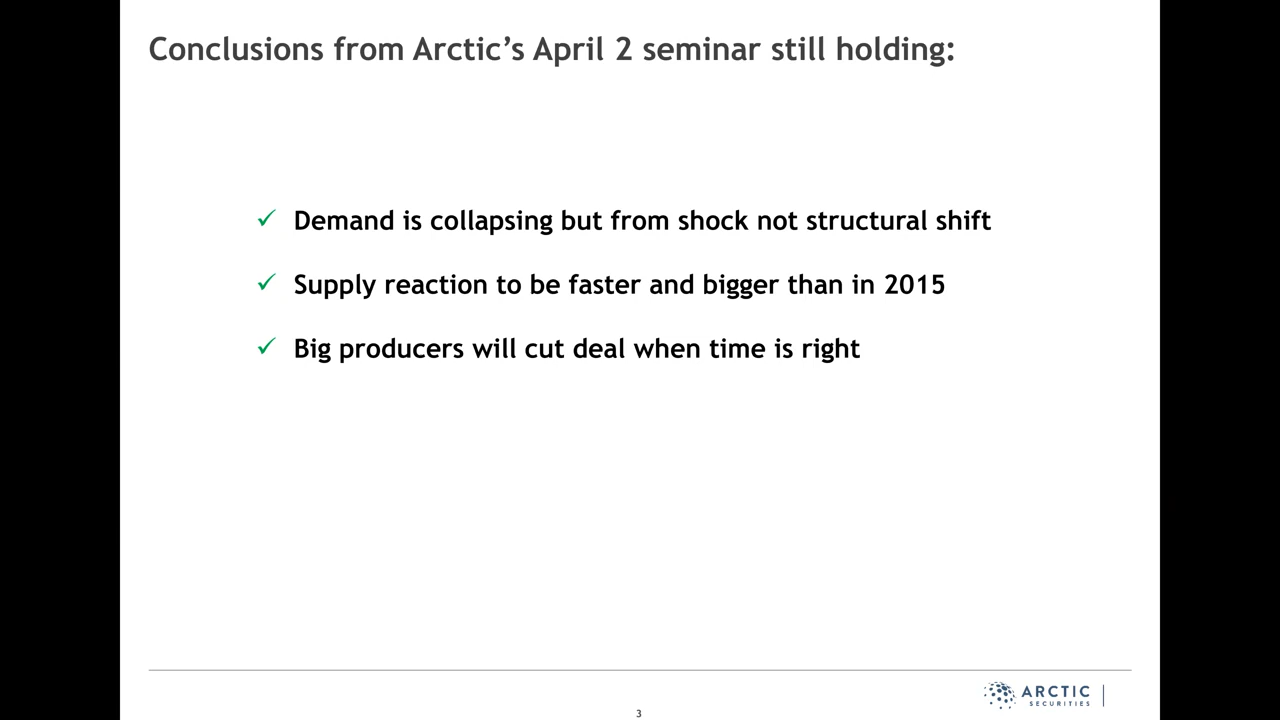 Conclusions from Arctic’s April 2 seminar still holding:
✓ Demand is collapsing but from shock not structural shift
✓ Supply reaction to be faster and bigger than in 2015
✓ Big producers will cut deal when time is right
ARCTIC
SECURITIES
3